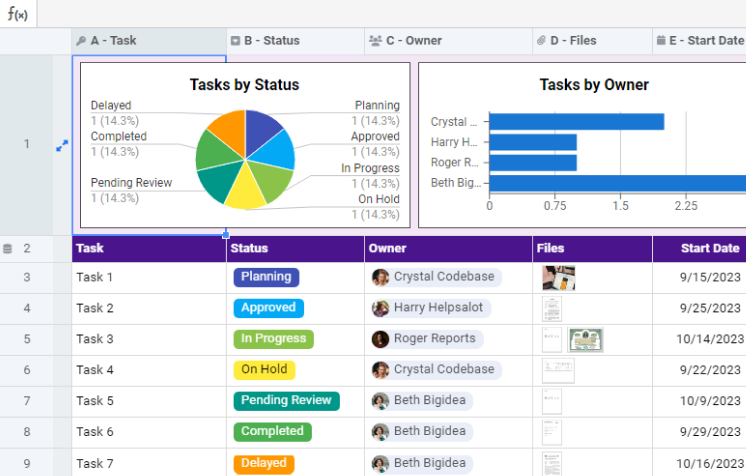 f(x)
A - Task B - Status C - Owner D - Files E - Start Date
1
Tasks by Status
Delayed
1 (14.3%)
Completed
1 (14.3%)
Pending Review
1 (14.3%)
Planning
1 (14.3%)
Approved
1 (14.3%)
In Progress
1 (14.3%)
On Hold
1 (14.3%)
Tasks by Owner
Crystal ...
Harry H...
Roger R...
Beth Big...
0 0.75 1.5 2.25
2 Task Status Owner Files Start Date
3 Task 1 Planning Crystal Codebase 9/15/2023
4 Task 2 Approved Harry Helpsalot 9/25/2023
5 Task 3 In Progress Roger Reports 10/14/2023
6 Task 4 On Hold Crystal Codebase 9/22/2023
7 Task 5 Pending Review Beth Bigidea 10/9/2023
8 Task 6 Completed Beth Bigidea 9/29/2023
9 Task 7 Delayed Beth Bigidea 10/16/2023